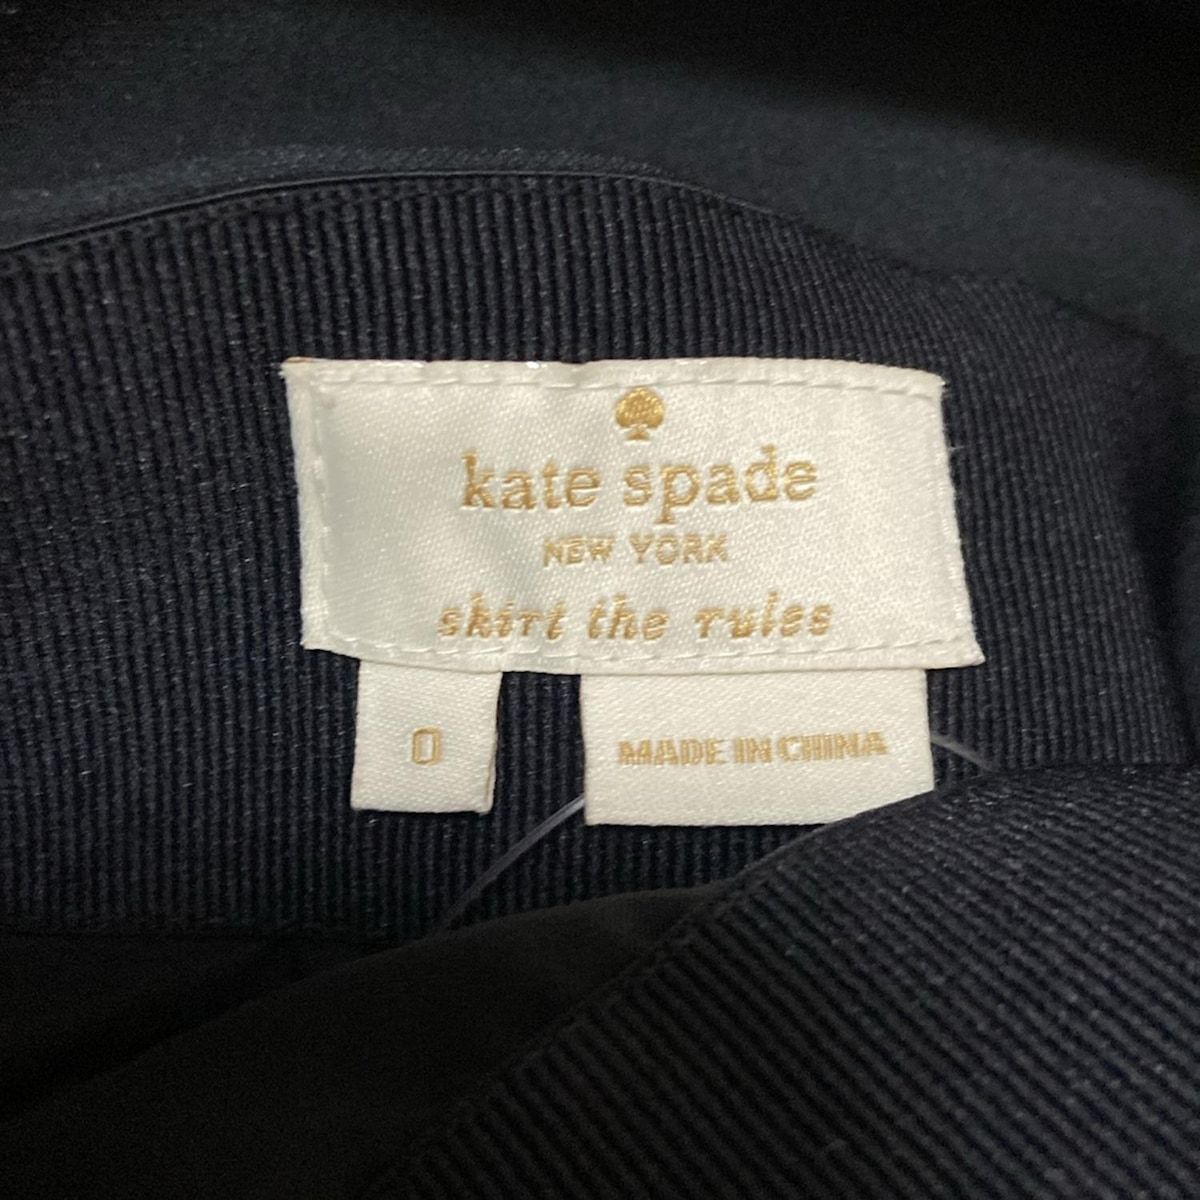 kate spade
NEW YORK
skirt the rules
0
MADE IN CHINA